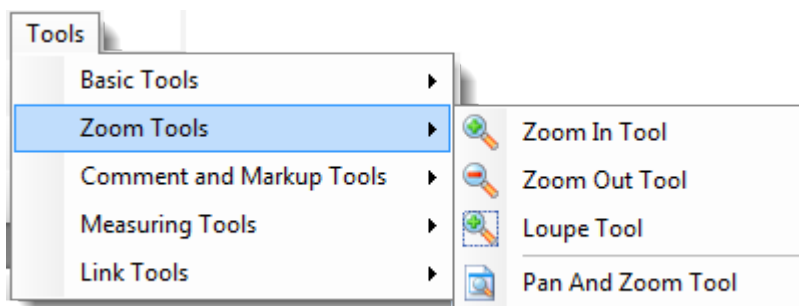 Tools
Basic Tools
Zoom Tools
Comment and Markup Tools
Measuring Tools
Link Tools
Zoom In Tool
Zoom Out Tool
Loupe Tool
Pan And Zoom Tool